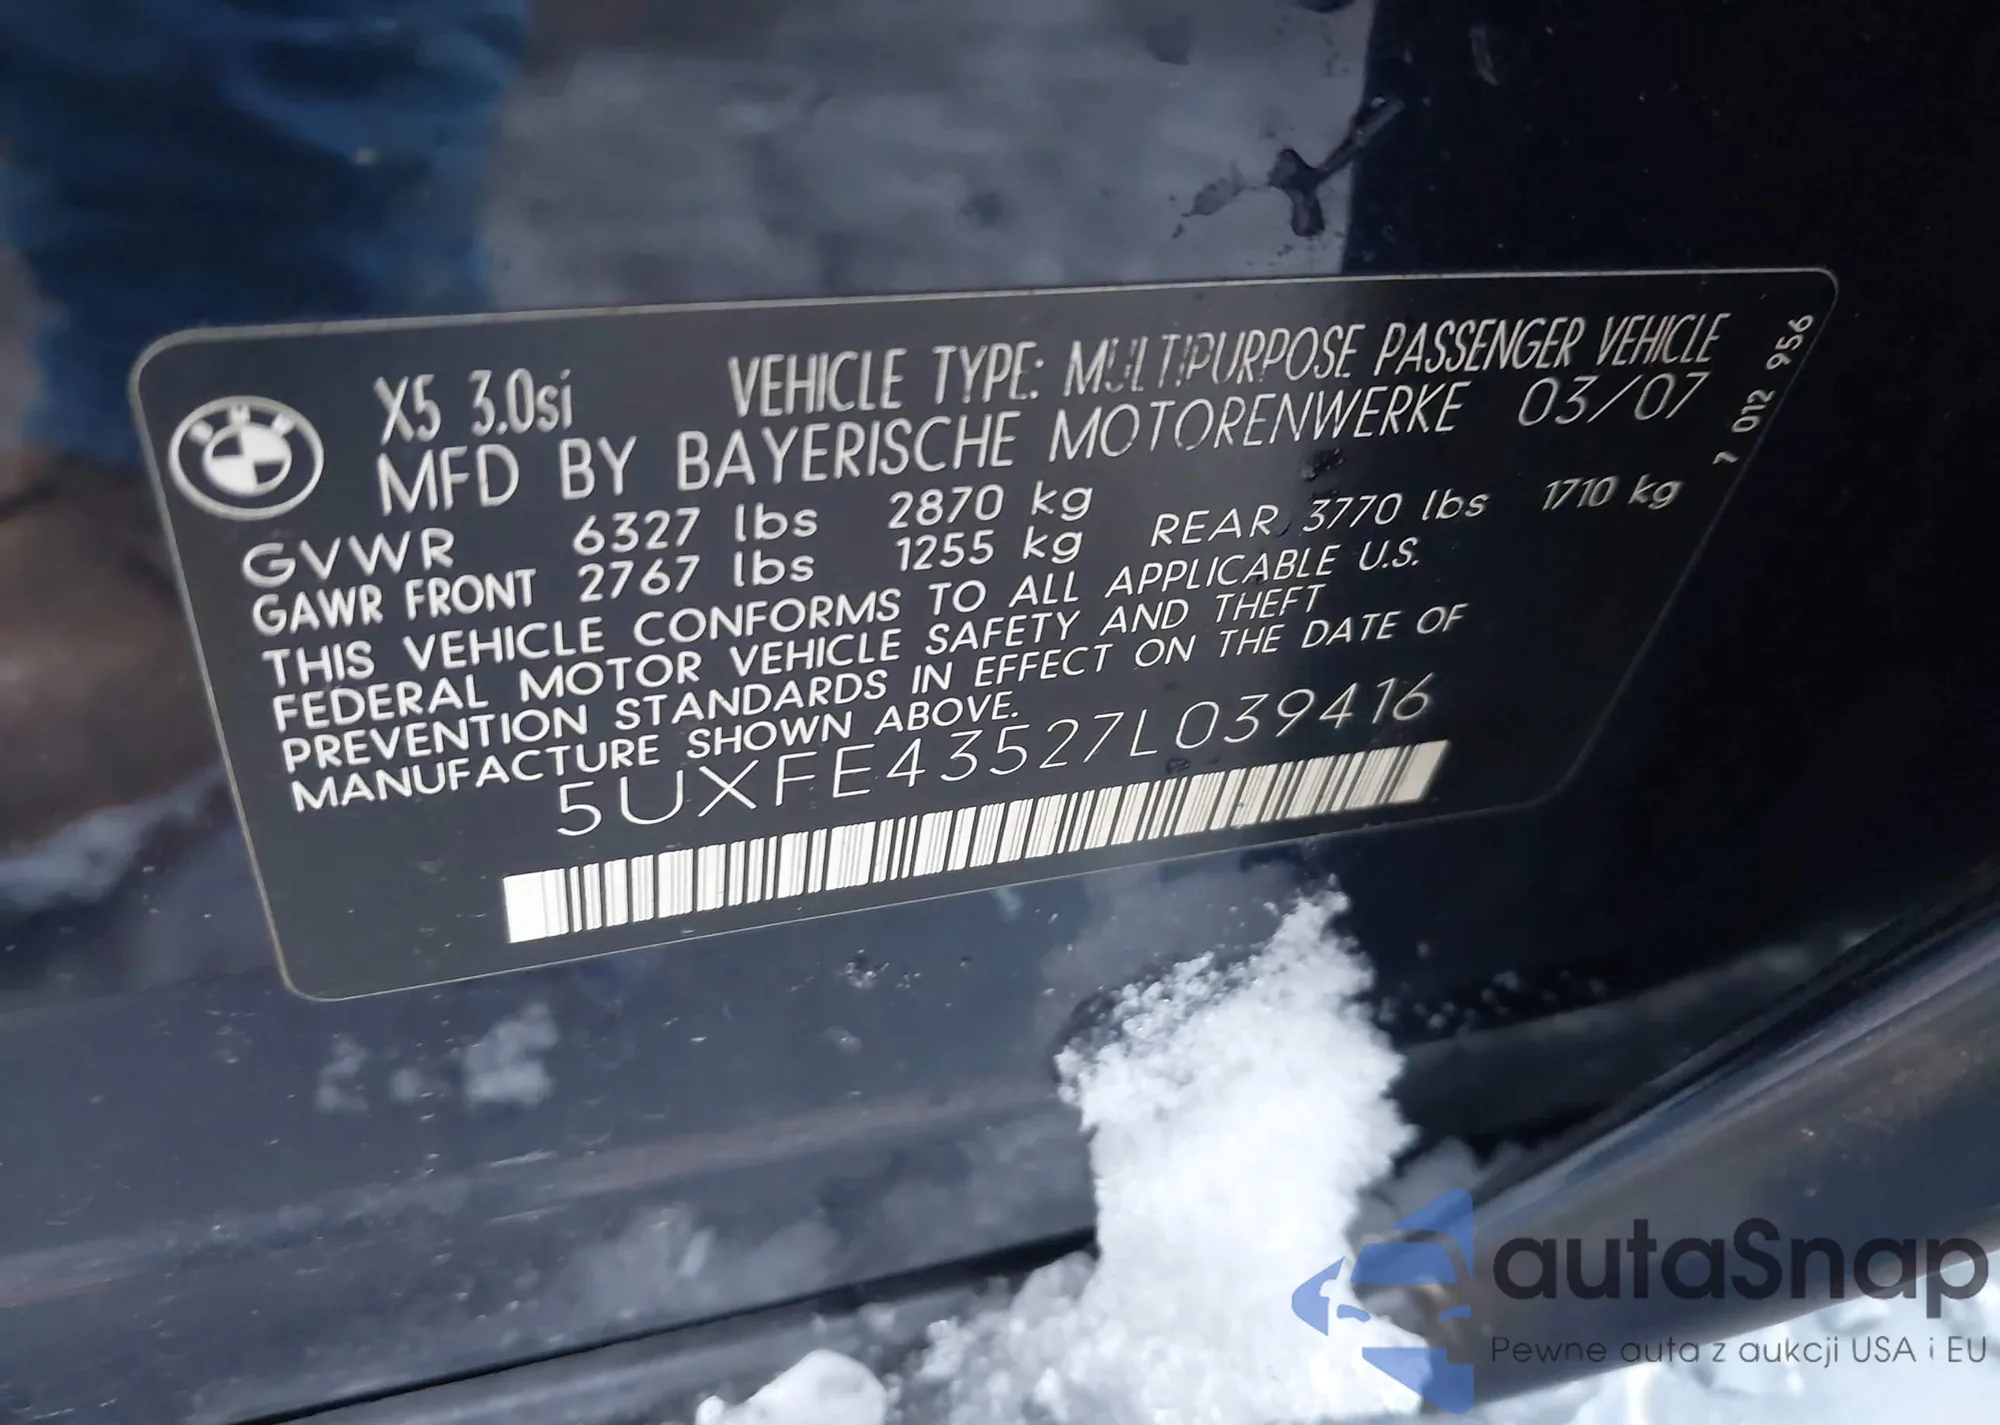 X5 3.0si VEHICLE TYPE: MULTIPURPOSE PASSENGER VEHICLE
MFD BY BAYERISCHE MOTORENWERKE 03/07
GVWR 6327 lbs 2870 kg
GAWR FRONT 2767 lbs 1255 kg REAR 3770 lbs 1710 kg
THIS VEHICLE CONFORMS TO ALL APPLICABLE U.S.
FEDERAL MOTOR VEHICLE SAFETY AND THEFT
PREVENTION STANDARDS IN EFFECT ON THE DATE OF
MANUFACTURE SHOWN ABOVE.
5UXFE43527L039416
7 012 956
autaSnap
Pewne auta z aukcji USA i EU